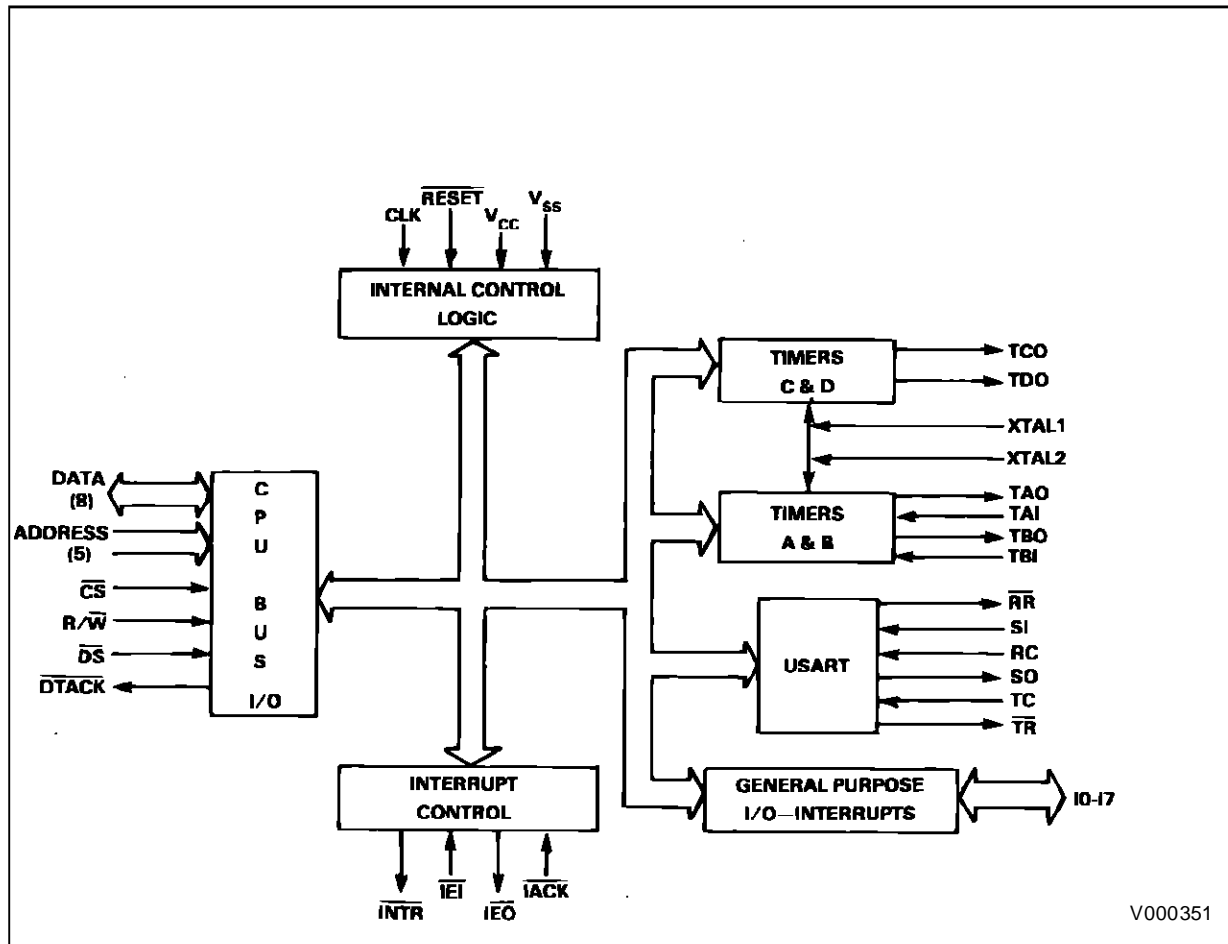 CLK
RESET
VCC
VSS
INTERNAL CONTROL
LOGIC
TIMERS
C & D
TCO
TDO
XTAL1
XTAL2
DATA
(8)
ADDRESS
(5)
CS
R/W
DS
DTACK
CPU BUS
I/O
TIMERS
A & B
TAO
TAI
TBO
TBI
USART
RR
SI
RC
SO
TC
TR
INTERRUPT
CONTROL
INTR
IEI
IEO
IACK
GENERAL PURPOSE
I/O—INTERRUPTS
I0-I7
V000351